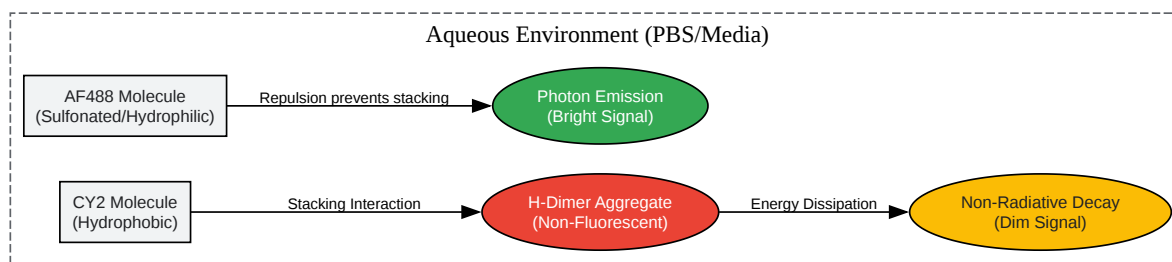 Aqueous Environment (PBS/Media)
AF488 Molecule
(Sulfonated/Hydrophilic)
Repulsion prevents stacking
Photon Emission
(Bright Signal)
CY2 Molecule
(Hydrophobic)
Stacking Interaction
H-Dimer Aggregate
(Non-Fluorescent)
Energy Dissipation
Non-Radiative Decay
(Dim Signal)